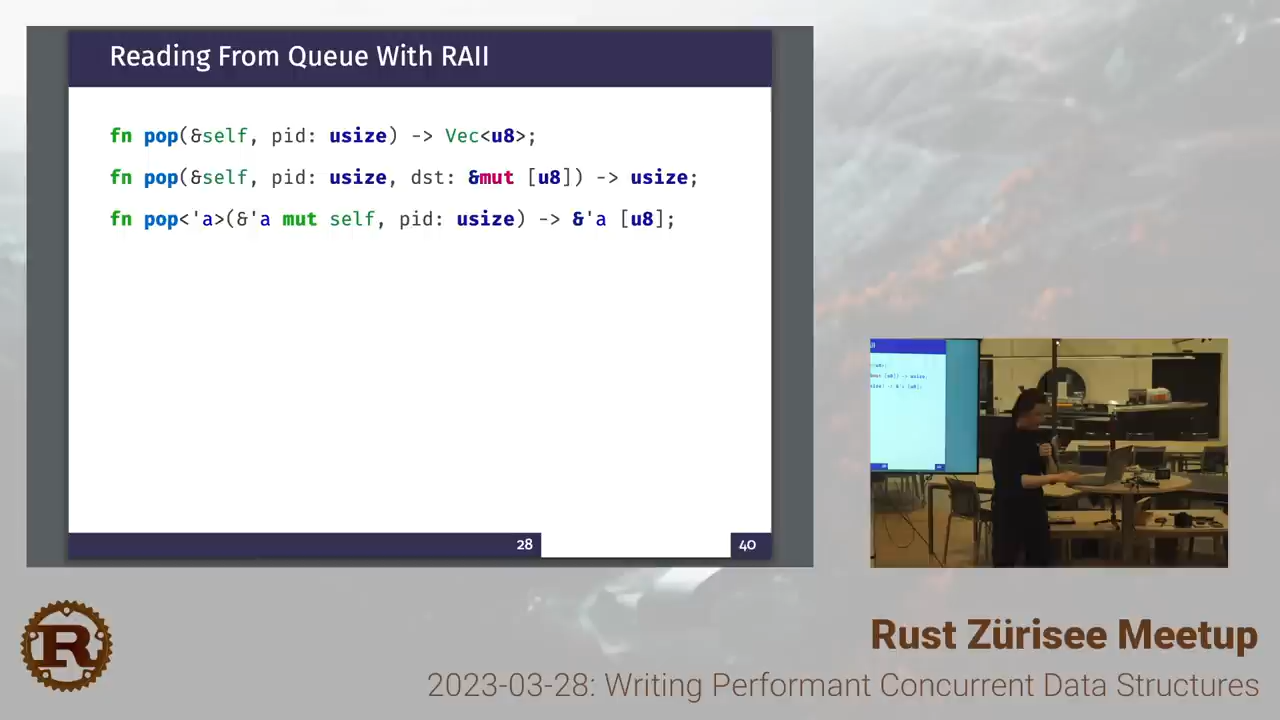 Reading From Queue With RAII
fn pop(&self, pid: usize) -> Vec<u8>;
fn pop(&self, pid: usize, dst: &mut [u8]) -> usize;
fn pop<'a>(&'a mut self, pid: usize) -> &'a [u8];
28
40
R
Rust Zürisee Meetup
2023-03-28: Writing Performant Concurrent Data Structures